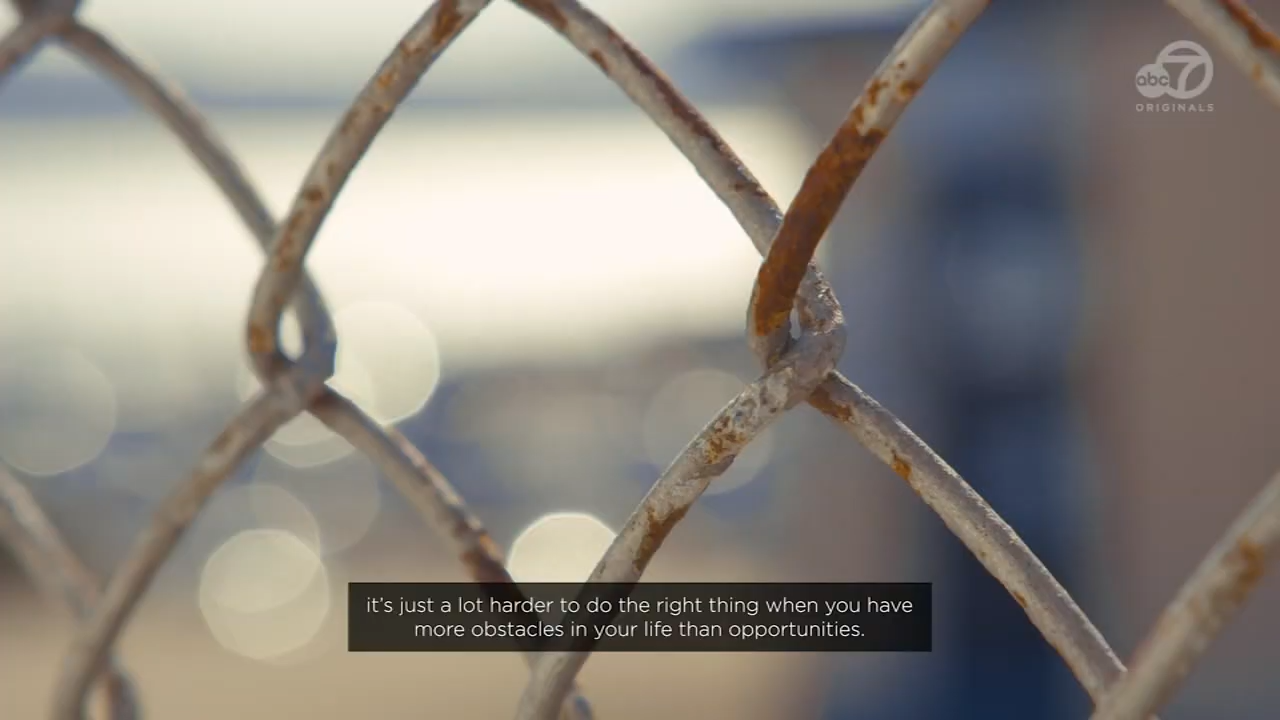 abc 7
ORIGINALS
it's just a lot harder to do the right thing when you have
more obstacles in your life than opportunities.